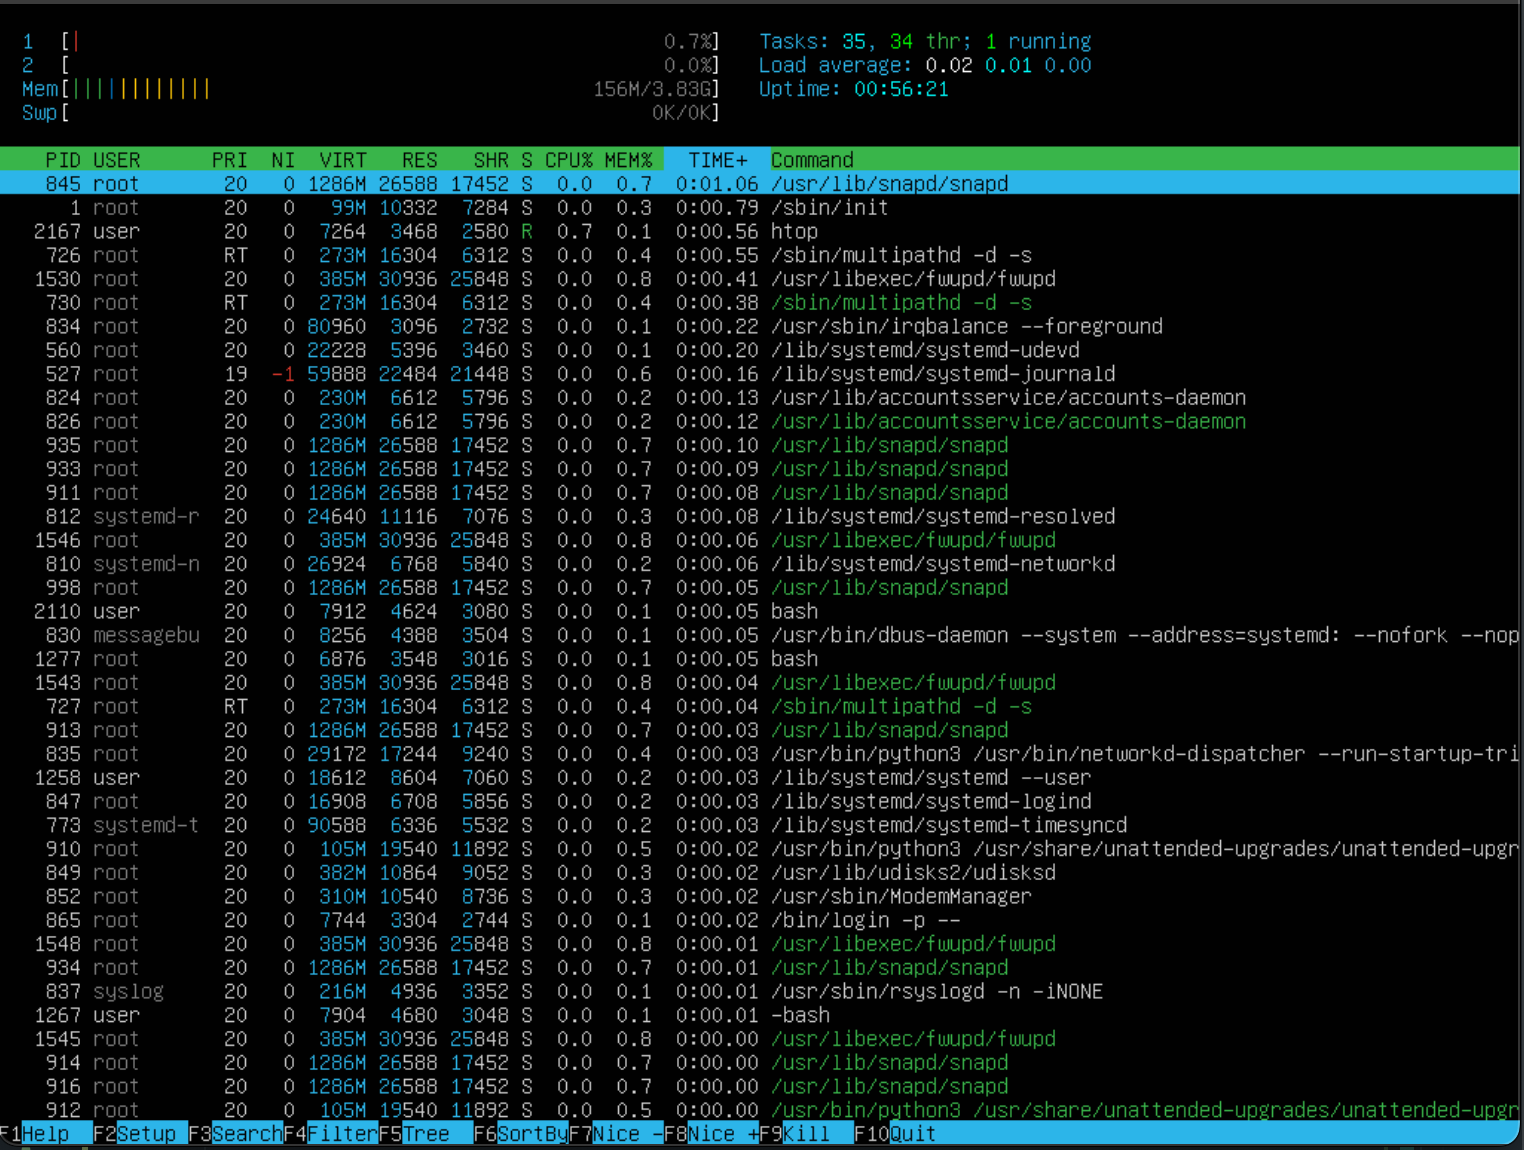 1 [| 0.7%] Tasks: 35, 34 thr; 1 running
2 [ 0.0%] Load average: 0.02 0.01 0.00
Mem[|||||||||||| 156M/3.83G] Uptime: 00:56:21
Swp[ 0K/0K]
PID USER PRI NI VIRT RES SHR S CPU% MEM% TIME+ Command
845 root 20 0 1286M 26588 17452 S 0.0 0.7 0:01.06 /usr/lib/snapd/snapd
1 root 20 0 99M 10332 7284 S 0.0 0.3 0:00.79 /sbin/init
2167 user 20 0 7264 3468 2580 R 0.7 0.1 0:00.56 htop
726 root RT 0 273M 16304 6312 S 0.0 0.4 0:00.55 /sbin/multipathd -d -s
1530 root 20 0 385M 30936 25848 S 0.0 0.8 0:00.41 /usr/libexec/fwupd/fwupd
730 root RT 0 273M 16304 6312 S 0.0 0.4 0:00.38 /sbin/multipathd -d -s
834 root 20 0 80960 3096 2732 S 0.0 0.1 0:00.22 /usr/sbin/irqbalance --foreground
560 root 20 0 22228 5396 3460 S 0.0 0.1 0:00.20 /lib/systemd/systemd-udevd
527 root 19 -1 59888 22484 21448 S 0.0 0.6 0:00.16 /lib/systemd/systemd-journald
824 root 20 0 230M 6612 5796 S 0.0 0.2 0:00.13 /usr/lib/accountsservice/accounts-daemon
826 root 20 0 230M 6612 5796 S 0.0 0.2 0:00.12 /usr/lib/accountsservice/accounts-daemon
935 root 20 0 1286M 26588 17452 S 0.0 0.7 0:00.10 /usr/lib/snapd/snapd
933 root 20 0 1286M 26588 17452 S 0.0 0.7 0:00.09 /usr/lib/snapd/snapd
911 root 20 0 1286M 26588 17452 S 0.0 0.7 0:00.08 /usr/lib/snapd/snapd
812 systemd-r 20 0 24640 11116 7076 S 0.0 0.3 0:00.08 /lib/systemd/systemd-resolved
1546 root 20 0 385M 30936 25848 S 0.0 0.8 0:00.06 /usr/libexec/fwupd/fwupd
810 systemd-n 20 0 26924 6768 5840 S 0.0 0.2 0:00.06 /lib/systemd/systemd-networkd
998 root 20 0 1286M 26588 17452 S 0.0 0.7 0:00.05 /usr/lib/snapd/snapd
2110 user 20 0 7912 4624 3080 S 0.0 0.1 0:00.05 bash
830 messagebu 20 0 8256 4388 3504 S 0.0 0.1 0:00.05 /usr/bin/dbus-daemon --system --address=systemd: --nofork --nop
1277 root 20 0 6876 3548 3016 S 0.0 0.1 0:00.05 bash
1543 root 20 0 385M 30936 25848 S 0.0 0.8 0:00.04 /usr/libexec/fwupd/fwupd
727 root RT 0 273M 16304 6312 S 0.0 0.4 0:00.04 /sbin/multipathd -d -s
913 root 20 0 1286M 26588 17452 S 0.0 0.7 0:00.03 /usr/lib/snapd/snapd
835 root 20 0 29172 17244 9240 S 0.0 0.4 0:00.03 /usr/bin/python3 /usr/bin/networkd-dispatcher --run-startup-tri
1258 user 20 0 18612 8604 7060 S 0.0 0.2 0:00.03 /lib/systemd/systemd --user
847 root 20 0 16908 6708 5856 S 0.0 0.2 0:00.03 /lib/systemd/systemd-logind
773 systemd-t 20 0 90588 6336 5532 S 0.0 0.2 0:00.03 /lib/systemd/systemd-timesyncd
910 root 20 0 105M 19540 11892 S 0.0 0.5 0:00.02 /usr/bin/python3 /usr/share/unattended-upgrades/unattended-upgr
849 root 20 0 382M 10864 9052 S 0.0 0.3 0:00.02 /usr/lib/udisks2/udisksd
852 root 20 0 310M 10540 8736 S 0.0 0.3 0:00.02 /usr/sbin/ModemManager
865 root 20 0 7744 3304 2744 S 0.0 0.1 0:00.02 /bin/login -p --
1548 root 20 0 385M 30936 25848 S 0.0 0.8 0:00.01 /usr/libexec/fwupd/fwupd
934 root 20 0 1286M 26588 17452 S 0.0 0.7 0:00.01 /usr/lib/snapd/snapd
837 syslog 20 0 216M 4936 3352 S 0.0 0.1 0:00.01 /usr/sbin/rsyslogd -n -iNONE
1267 user 20 0 7904 4680 3048 S 0.0 0.1 0:00.01 -bash
1545 root 20 0 385M 30936 25848 S 0.0 0.8 0:00.00 /usr/libexec/fwupd/fwupd
914 root 20 0 1286M 26588 17452 S 0.0 0.7 0:00.00 /usr/lib/snapd/snapd
916 root 20 0 1286M 26588 17452 S 0.0 0.7 0:00.00 /usr/lib/snapd/snapd
912 root 20 0 105M 19540 11892 S 0.0 0.5 0:00.00 /usr/bin/python3 /usr/share/unattended-upgrades/unattended-upgr
F1Help F2Setup F3SearchF4FilterF5Tree F6SortByF7Nice -F8Nice +F9Kill F10Quit